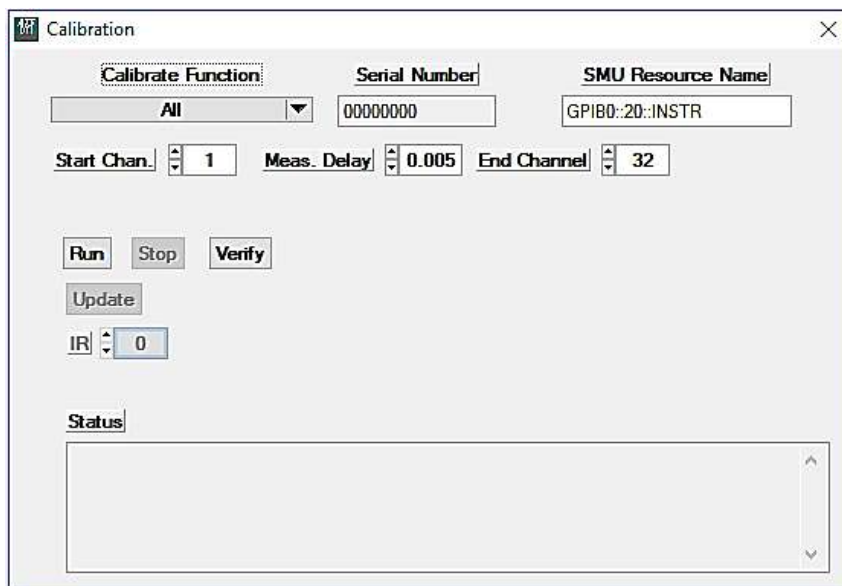 Calibration
Calibrate Function Serial Number SMU Resource Name
All 00000000 GPIB0::20::INSTR
Start Chan. 1 Meas. Delay 0.005 End Channel 32
Run Stop Verify
Update
IR 0
Status